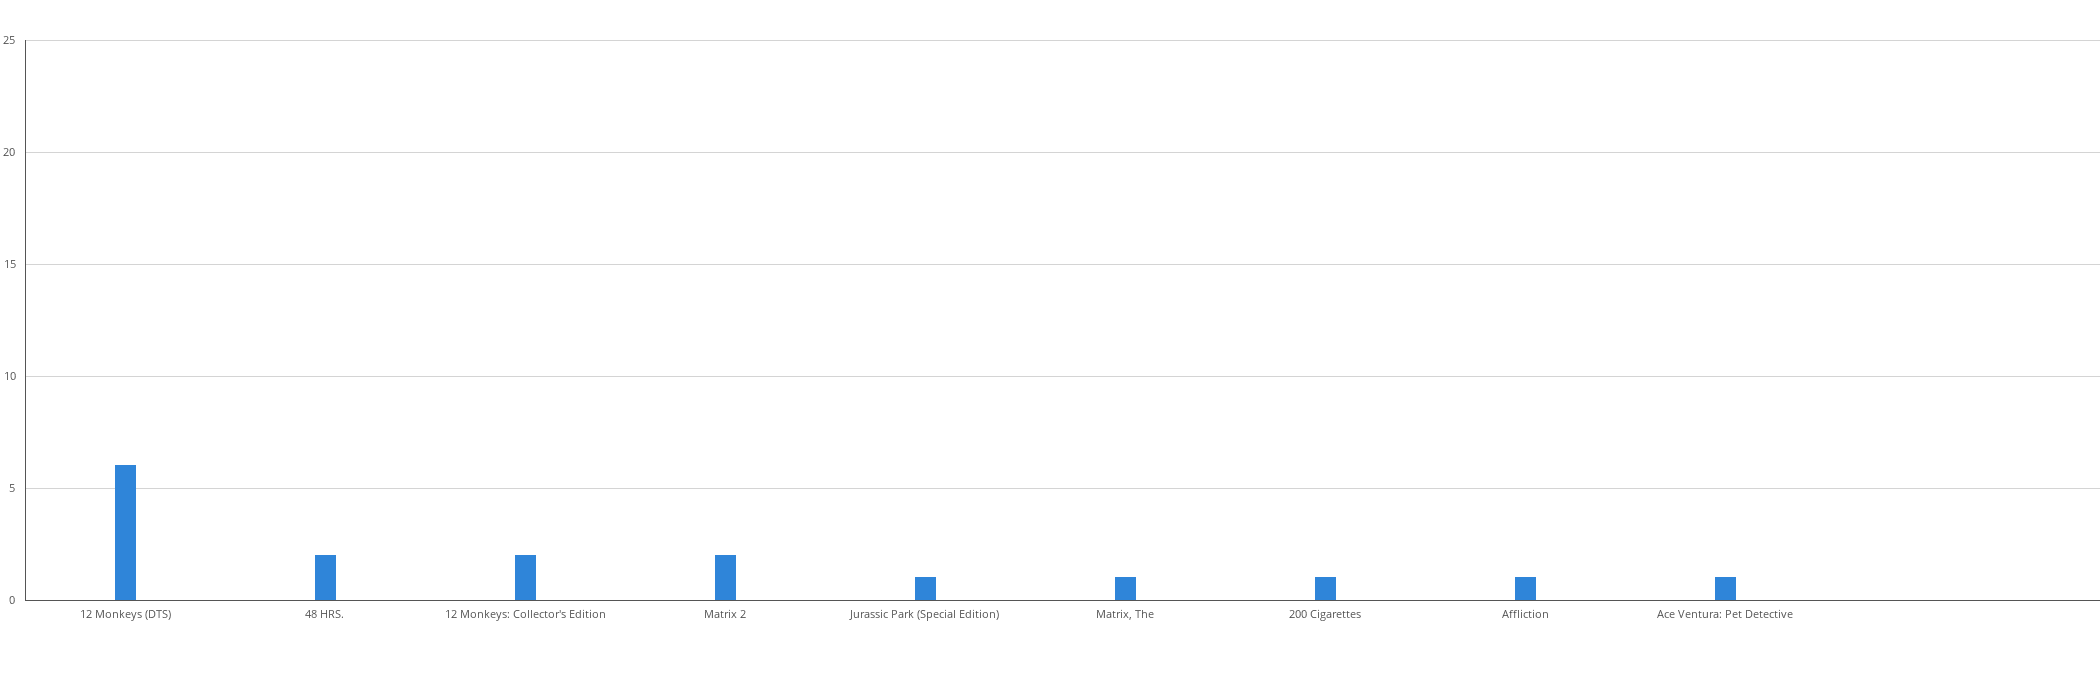 25
20
15
10
5
0
12 Monkeys (DTS)
48 HRS.
12 Monkeys: Collector's Edition
Matrix 2
Jurassic Park (Special Edition)
Matrix, The
200 Cigarettes
Affliction
Ace Ventura: Pet Detective